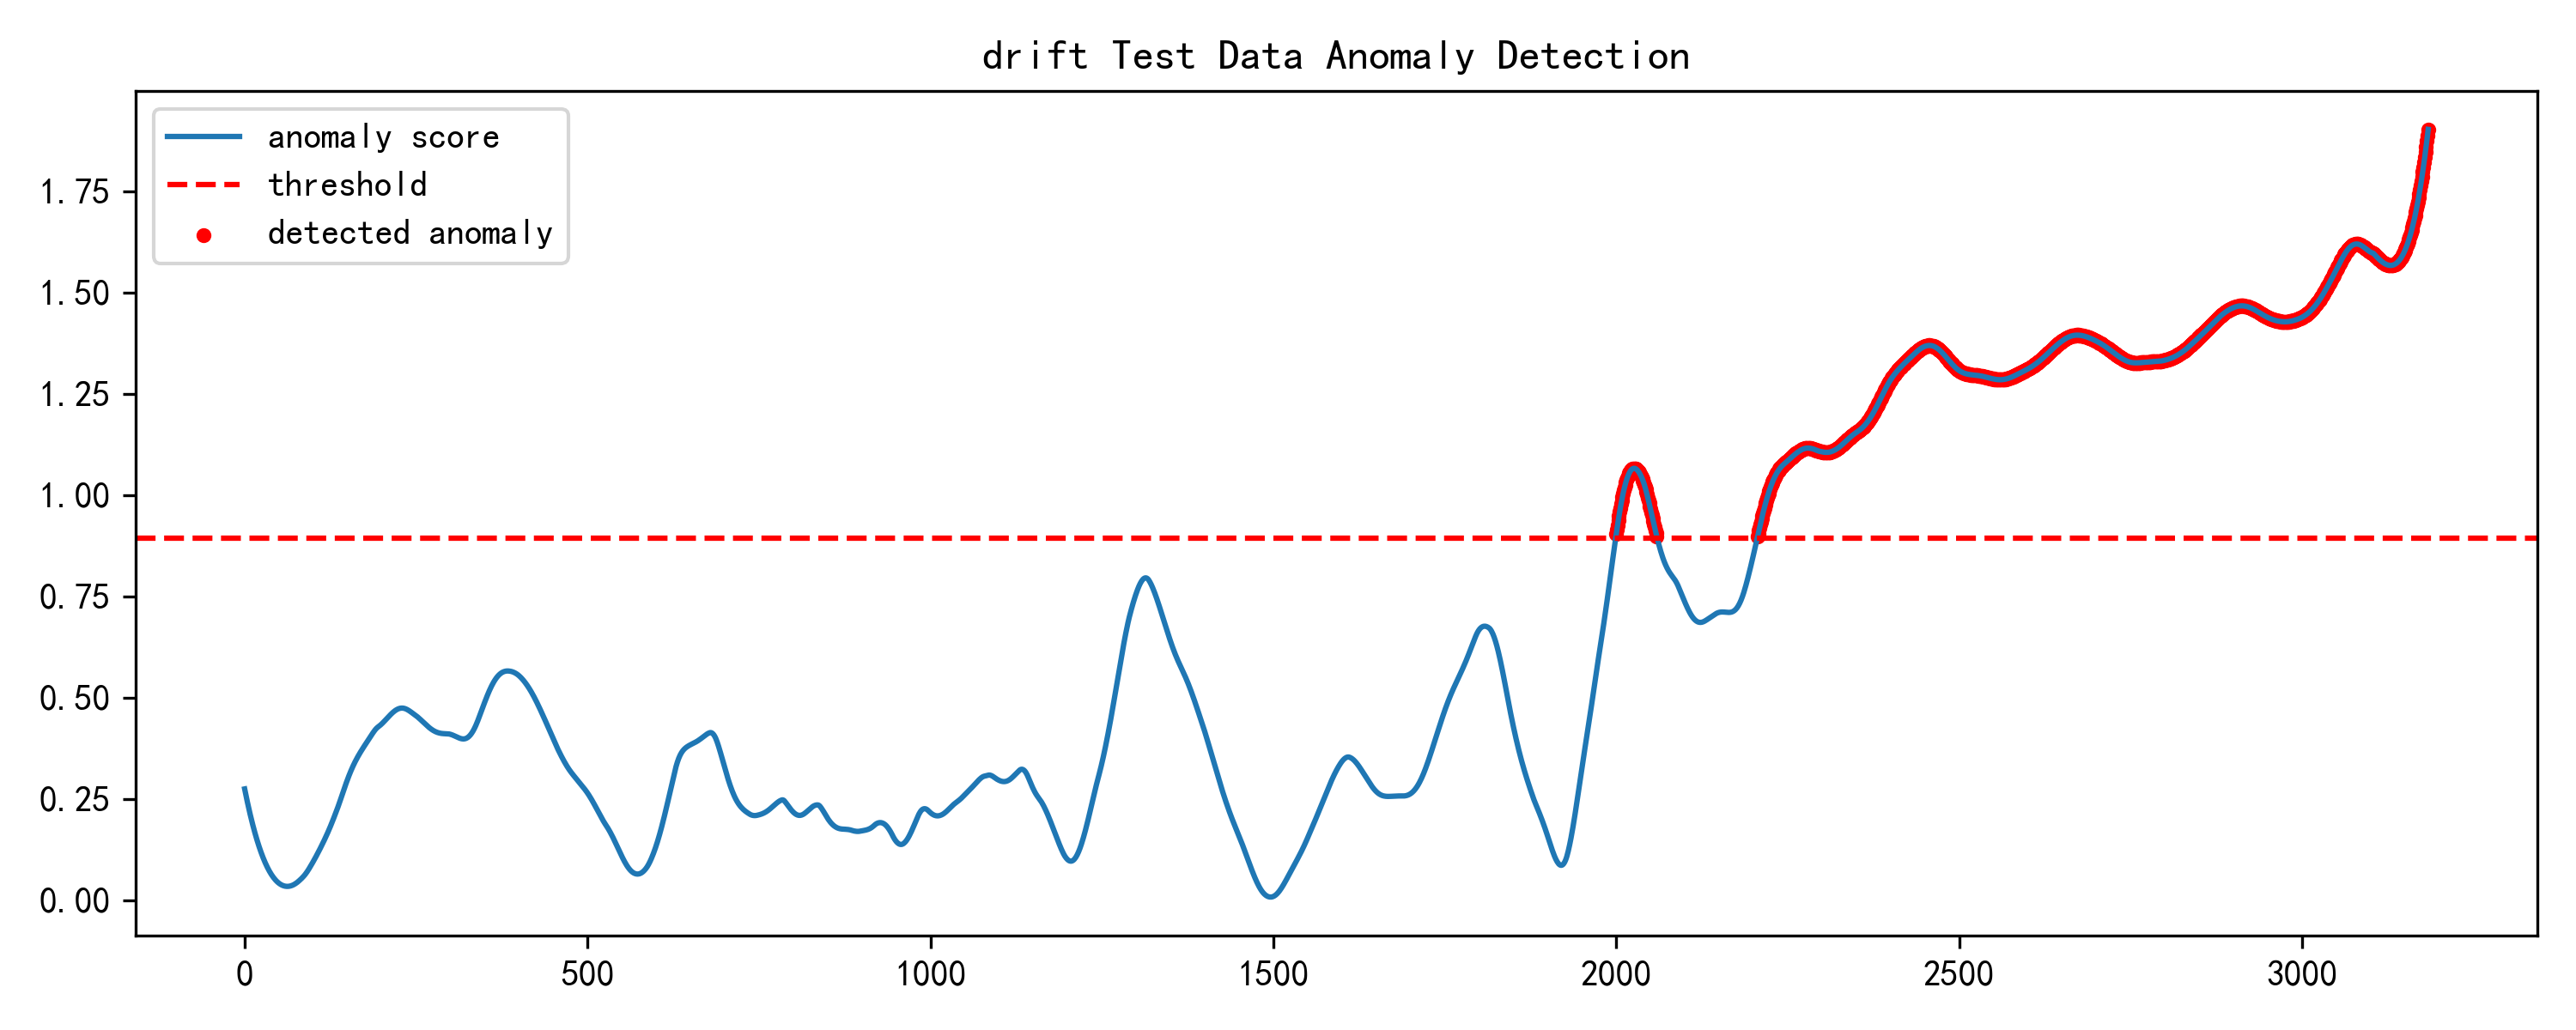 drift Test Data Anomaly Detection
anomaly score
threshold
detected anomaly
1.75
1.50
1.25
1.00
0.75
0.50
0.25
0.00
0 500 1000 1500 2000 2500 3000